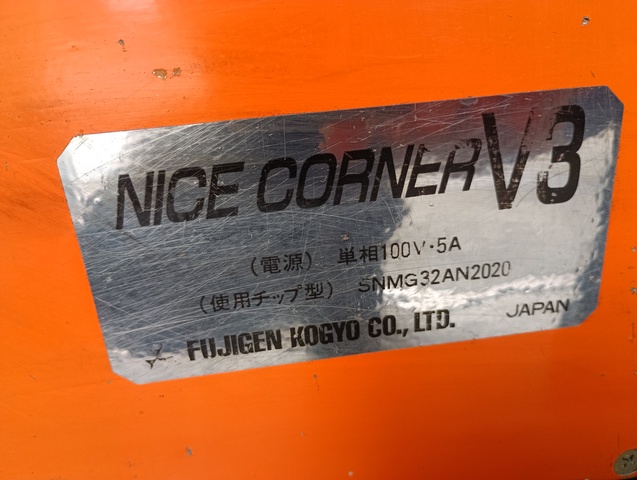 NICE CORNER V3
(電源) 単相100V・5A
(使用チップ型) SNMG32AN2020
FUJIGEN KOGYO CO., LTD.
JAPAN